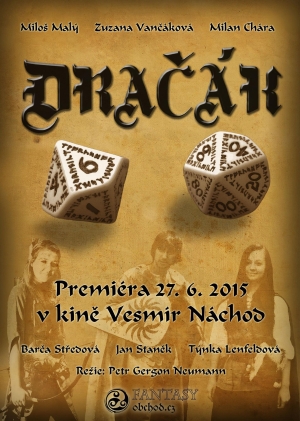 Miloš Malý Zuzana Vančáková Milan Chára
DRAČÁK
Premiéra 27. 6. 2015
v kině Vesmír Náchod
Barča Středová Jan Staněk Týnka Lenfeldová
Režie: Petr Gergon Neumann
FANTASY
obchod.cz